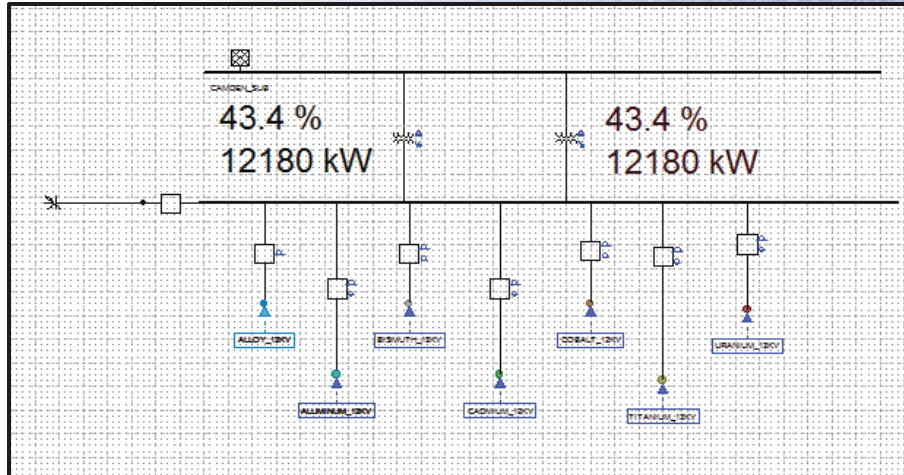 CAMDEN_SUB
43.4 %
12180 kW
43.4 %
12180 kW
ALLOY_12KV
BISMUTH_12KV
COBALT_12KV
URANIUM_12KV
ALUMINUM_12KV
CADMIUM_12KV
TITANIUM_12KV